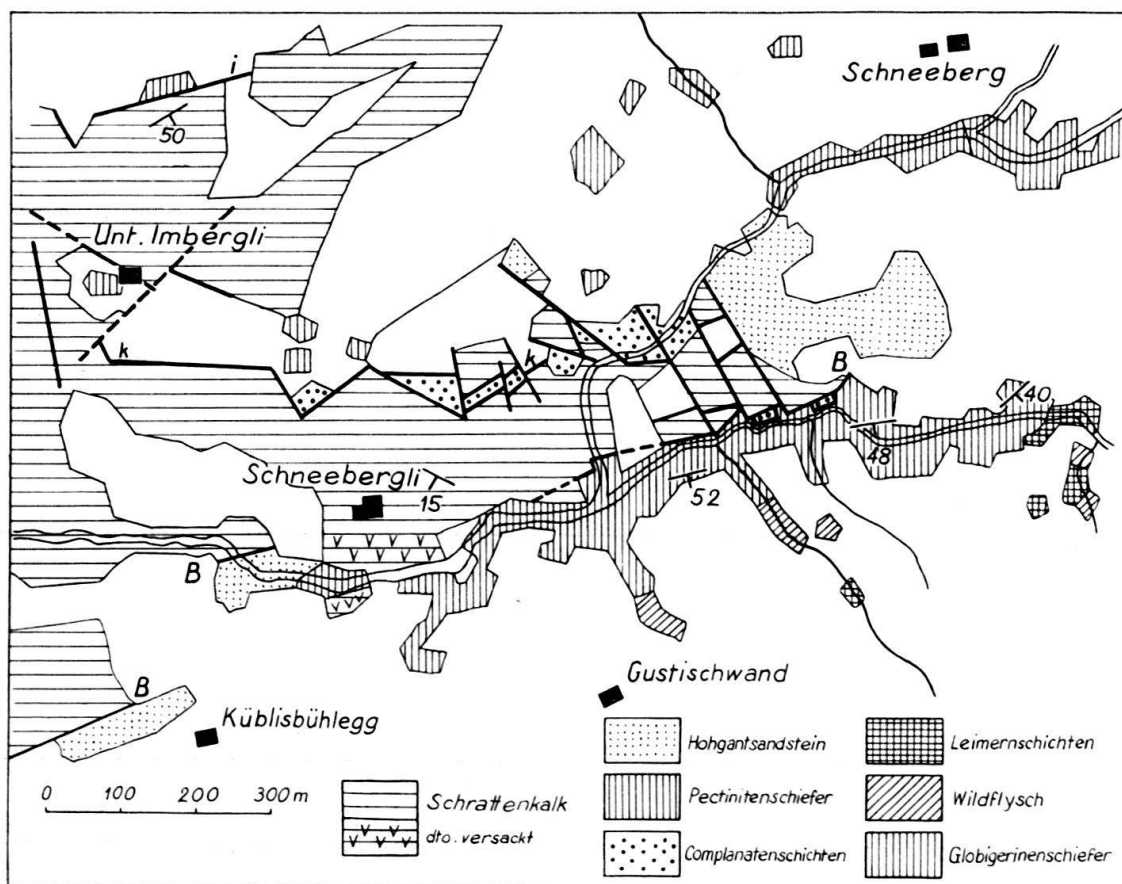 Schneeberg
i
50
Unt. Imbergli
k
k
B
40
48
Schneebergli
15
52
B
B
Gustischwand
Küblisbühlegg
Hohgantsandstein
Leimernschichten
0 100 200 300 m
Schrattenkalk
Pectinitenschiefer
Wildflysch
dto. versackt
Complanatenschichten
Globigerinenschiefer